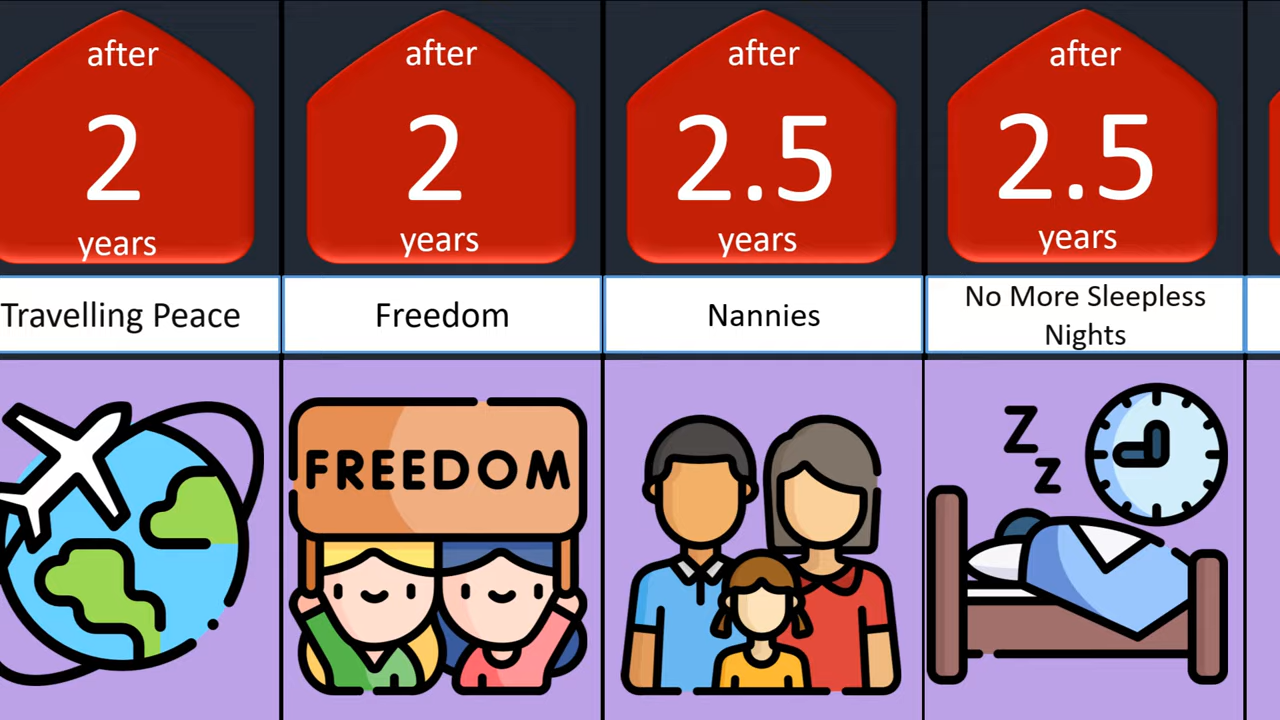 after
2
years
Travelling Peace
after
2
years
Freedom
FREEDOM
after
2.5
years
Nannies
after
2.5
years
No More Sleepless
Nights
Z
z